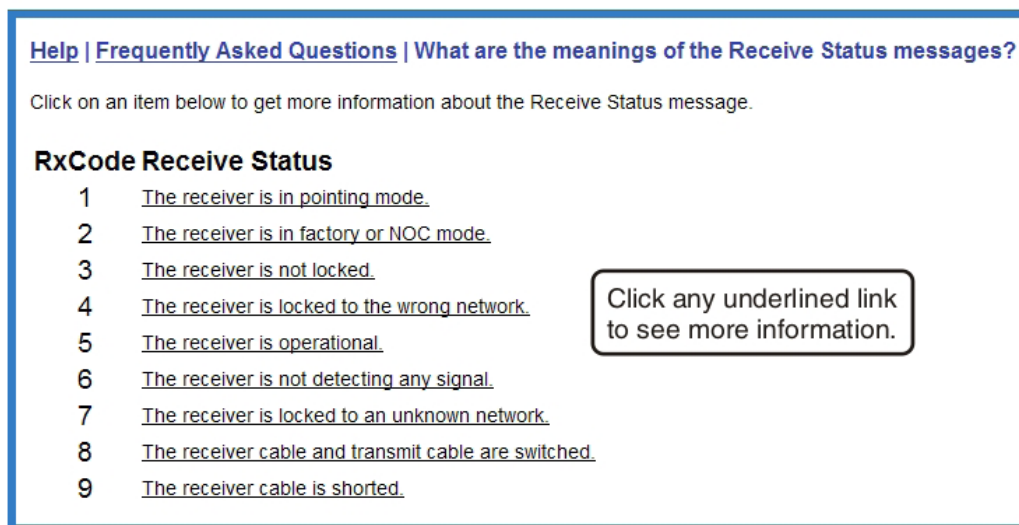 Help | Frequently Asked Questions | What are the meanings of the Receive Status messages?
Click on an item below to get more information about the Receive Status message.
RxCode Receive Status
1 The receiver is in pointing mode.
2 The receiver is in factory or NOC mode.
3 The receiver is not locked.
4 The receiver is locked to the wrong network.
5 The receiver is operational.
6 The receiver is not detecting any signal.
7 The receiver is locked to an unknown network.
8 The receiver cable and transmit cable are switched.
9 The receiver cable is shorted.
Click any underlined link
to see more information.